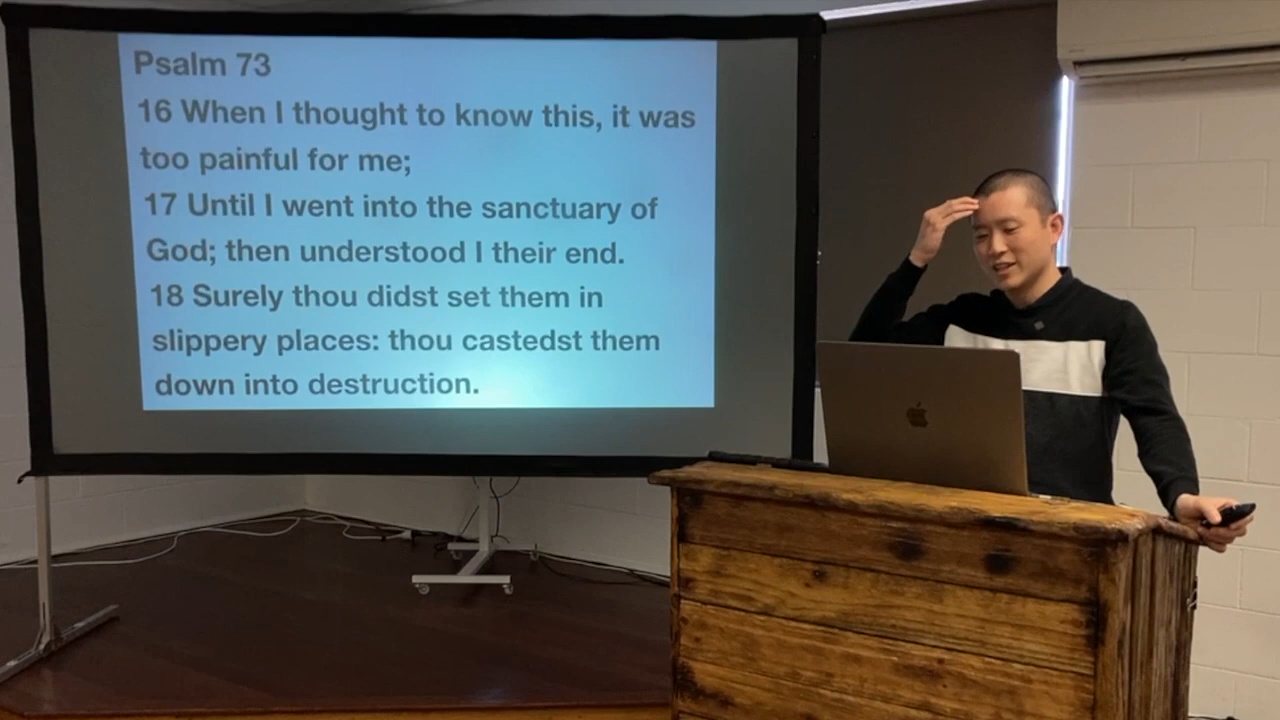 Psalm 73
16 When I thought to know this, it was
too painful for me;
17 Until I went into the sanctuary of
God; then understood I their end.
18 Surely thou didst set them in
slippery places: thou castedst them
down into destruction.